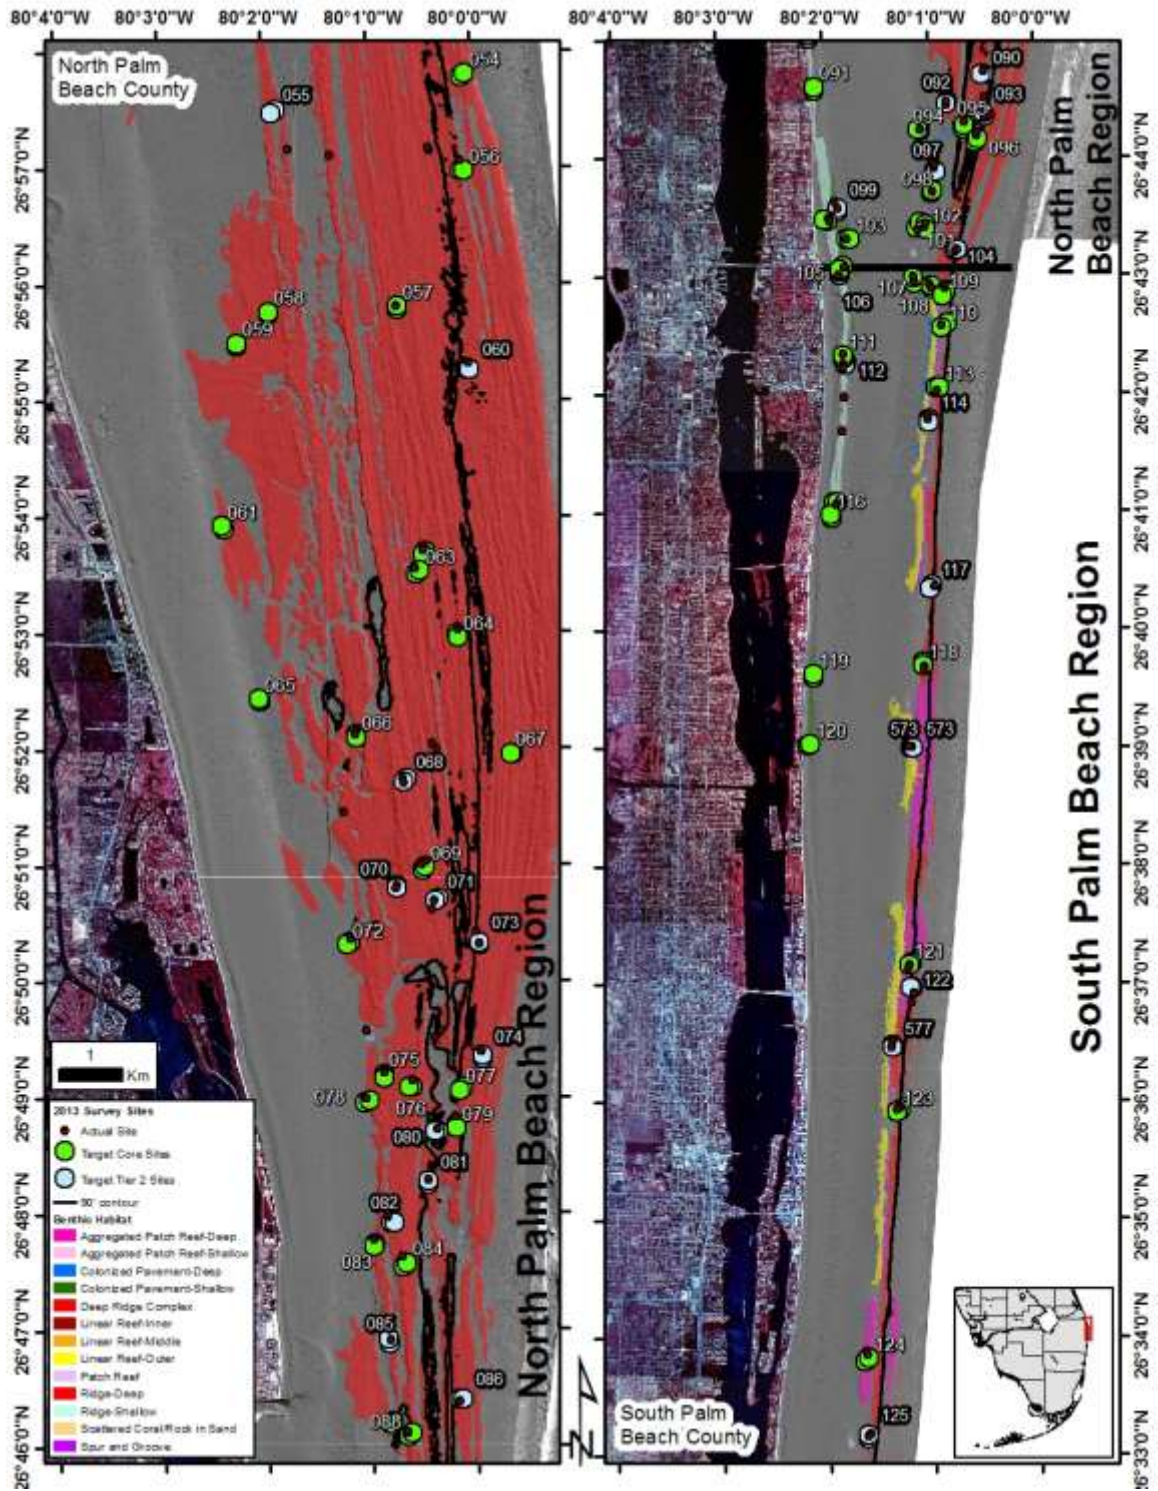 80°4'0"W 80°3'0"W 80°2'0"W 80°1'0"W 80°0'0"W
80°4'0"W 80°3'0"W 80°2'0"W 80°1'0"W 80°0'0"W
North Palm
Beach County
054
055
056
057
058
059
060
061
063
064
065
066
067
068
069
070
071
072
073
074
075
076
077
078
079
080
081
082
083
084
085
086
088
26°57'0"N
26°56'0"N
26°55'0"N
26°54'0"N
26°53'0"N
26°52'0"N
26°51'0"N
26°50'0"N
26°49'0"N
26°48'0"N
26°47'0"N
26°46'0"N
North Palm Beach Region
1
Km
2013 Survey Sites
Actual Site
Target Core Sites
Target Tier 2 Sites
90' contour
Benthic Habitat
Aggregated Patch Reef-Deep
Aggregated Patch Reef-Shallow
Colonized Pavement-Deep
Colonized Pavement-Shallow
Deep Ridge Complex
Linear Reef-Inner
Linear Reef-Middle
Linear Reef-Outer
Patch Reef
Ridge-Deep
Ridge-Shallow
Scattered Coral/Rock in Sand
Spur and Groove
N
090
091
092
093
094
095
096
097
098
099
101
102
103
104
105
106
107
108
109
110
111
112
113
114
116
117
118
119
120
573
573
121
122
577
123
124
125
North Palm
Beach Region
South Palm Beach Region
26°44'0"N
26°43'0"N
26°42'0"N
26°41'0"N
26°40'0"N
26°39'0"N
26°38'0"N
26°37'0"N
26°36'0"N
26°35'0"N
26°34'0"N
26°33'0"N
South Palm
Beach County